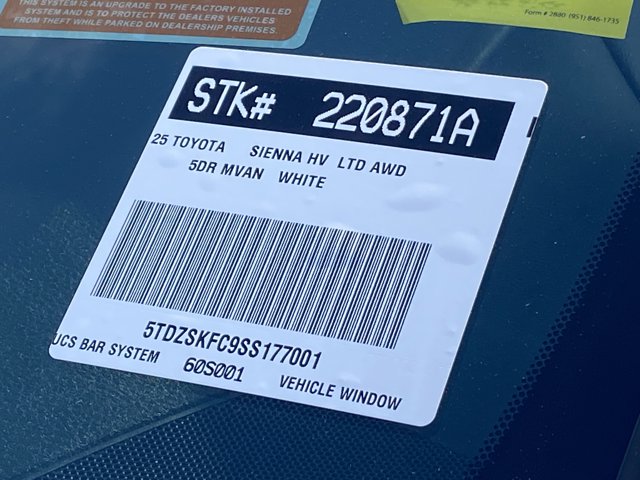 THIS SYSTEM IS AN UPGRADE TO THE FACTORY INSTALLED
SYSTEM AND IS TO PROTECT THE DEALERS VEHICLES
FROM THEFT WHILE PARKED ON DEALERSHIP PREMISES.
Form # 2880 (951) 846-1735
STK# 220871A
25 TOYOTA SIENNA HV LTD AWD
5DR MVAN WHITE
5TDZSKFC9SS177001
UCS BAR SYSTEM 60S001 VEHICLE WINDOW